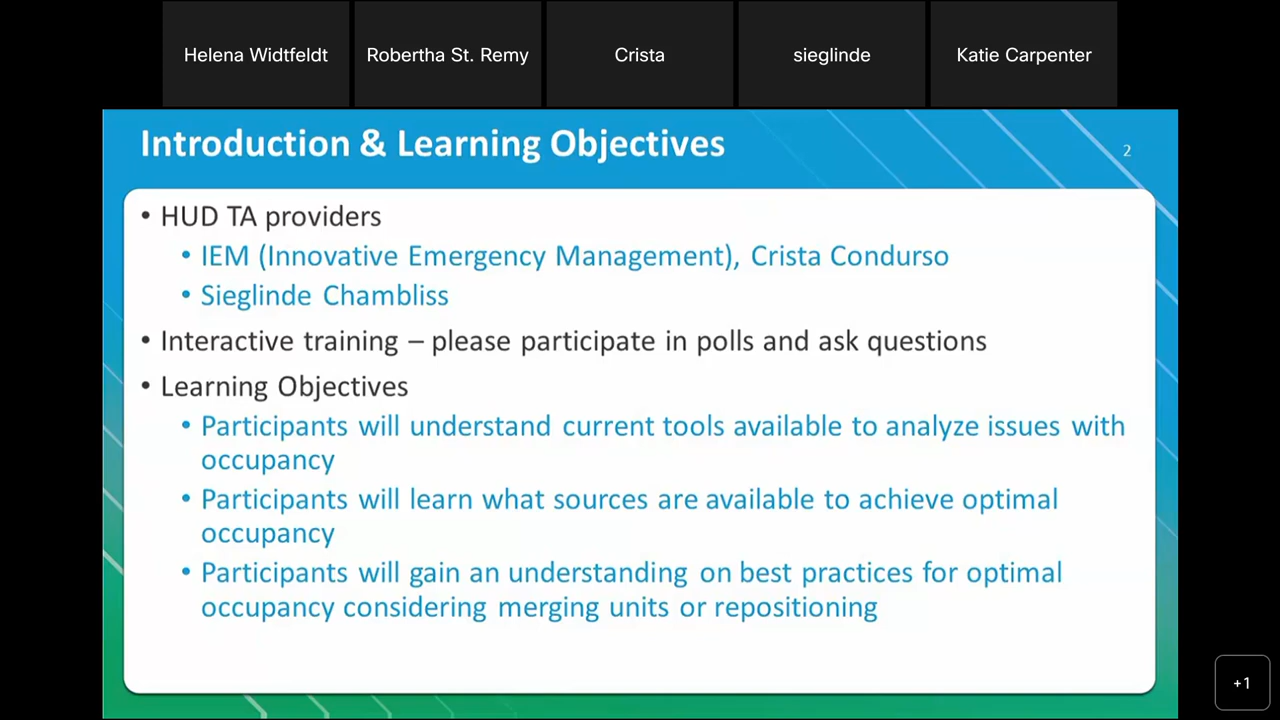 Helena Widtfeldt
Robertha St. Remy
Crista
sieglinde
Katie Carpenter
Introduction & Learning Objectives
2
• HUD TA providers
• IEM (Innovative Emergency Management), Crista Condurso
• Sieglinde Chambliss
• Interactive training – please participate in polls and ask questions
• Learning Objectives
• Participants will understand current tools available to analyze issues with
occupancy
• Participants will learn what sources are available to achieve optimal
occupancy
• Participants will gain an understanding on best practices for optimal
occupancy considering merging units or repositioning
+1